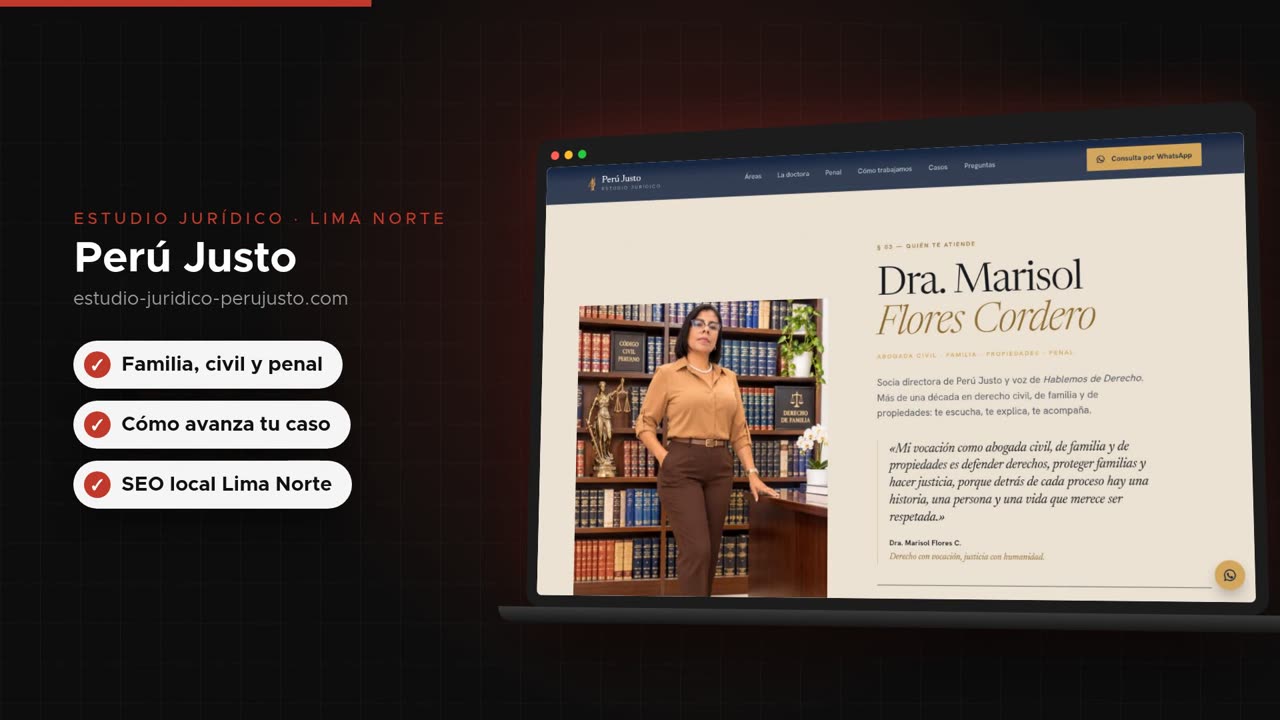 ESTUDIO JURÍDICO · LIMA NORTE
Perú Justo
estudio-juridico-perujusto.com
✓ Familia, civil y penal
✓ Cómo avanza tu caso
✓ SEO local Lima Norte
Perú Justo
ESTUDIO JURÍDICO
Áreas
La doctora
Penal
Cómo trabajamos
Casos
Preguntas
Consulta por WhatsApp
CÓDIGO
CIVIL
PERUANO
DERECHO
DE FAMILIA
§ 03 — QUIÉN TE ATIENDE
Dra. Marisol
Flores Cordero
ABOGADA CIVIL · FAMILIA · PROPIEDADES · PENAL
Socia directora de Perú Justo y voz de Hablemos de Derecho.
Más de una década en derecho civil, de familia y de
propiedades: te escucha, te explica, te acompaña.
«Mi vocación como abogada civil, de familia y de
propiedades es defender derechos, proteger familias y
hacer justicia, porque detrás de cada proceso hay una
historia, una persona y una vida que merece ser
respetada.»
Dra. Marisol Flores C.
Derecho con vocación, justicia con humanidad.